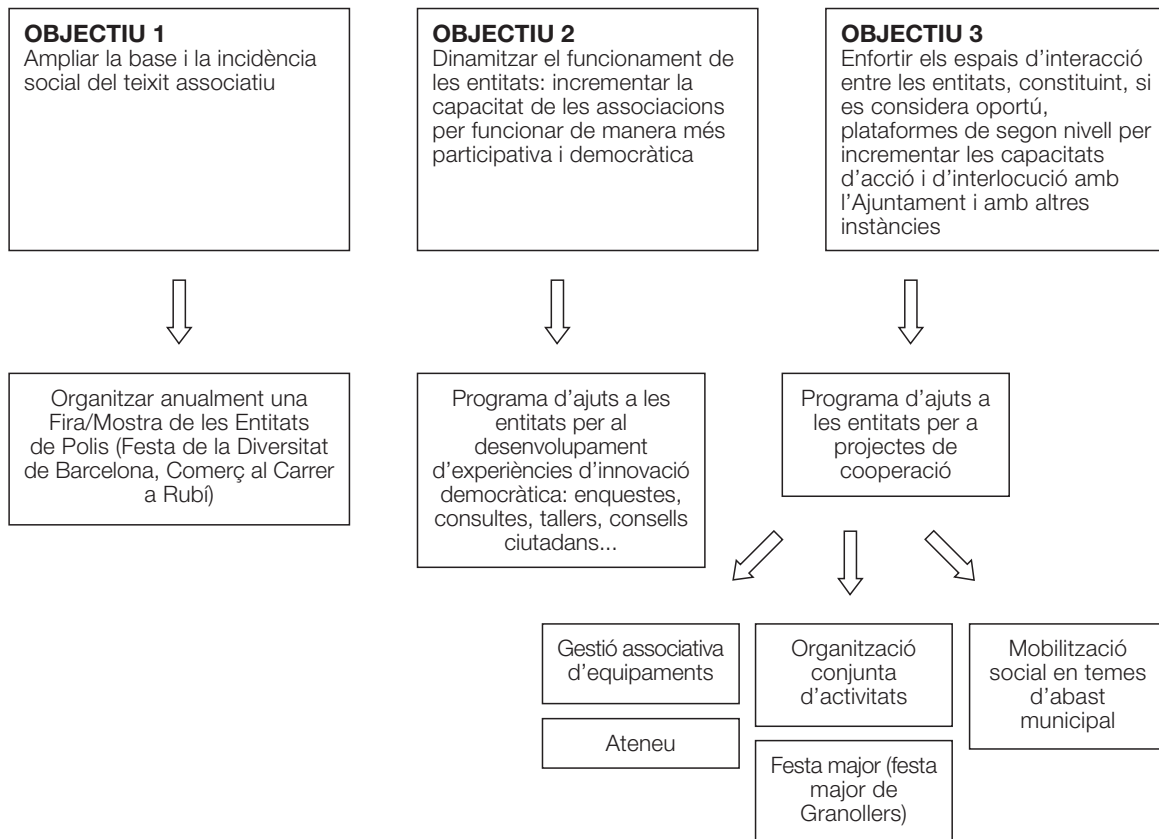 OBJECTIU 1
Ampliar la base i la incidència
social del teixit associatiu
OBJECTIU 2
Dinamitzar el funcionament de
les entitats: incrementar la
capacitat de les associacions
per funcionar de manera més
participativa i democràtica
OBJECTIU 3
Enfortir els espais d’interacció
entre les entitats, constituint, si
es considera oportú,
plataformes de segon nivell per
incrementar les capacitats
d’acció i d’interlocució amb
l’Ajuntament i amb altres
instàncies
Organitzar anualment una
Fira/Mostra de les Entitats
de Polis (Festa de la Diversitat
de Barcelona, Comerç al Carrer
a Rubí)
Programa d’ajuts a les
entitats per al
desenvolupament
d’experiències d’innovació
democràtica: enquestes,
consultes, tallers, consells
ciutadans...
Programa d’ajuts a
les entitats per a
projectes de
cooperació
Gestió associativa
d’equipaments
Ateneu
Organització
conjunta
d’activitats
Festa major (festa
major de
Granollers)
Mobilització
social en temes
d’abast
municipal